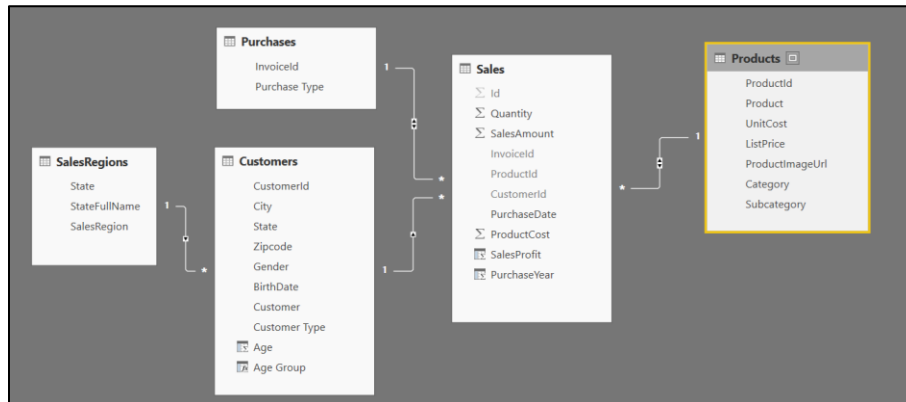 Purchases
InvoiceId
Purchase Type
1
*
SalesRegions
State
StateFullName
SalesRegion
1
*
Customers
CustomerId
City
State
Zipcode
Gender
BirthDate
Customer
Customer Type
Age
Age Group
1
*
Sales
Σ Id
Σ Quantity
Σ SalesAmount
InvoiceId
ProductId
CustomerId
PurchaseDate
Σ ProductCost
SalesProfit
PurchaseYear
*
1
Products
ProductId
Product
UnitCost
ListPrice
ProductImageUrl
Category
Subcategory